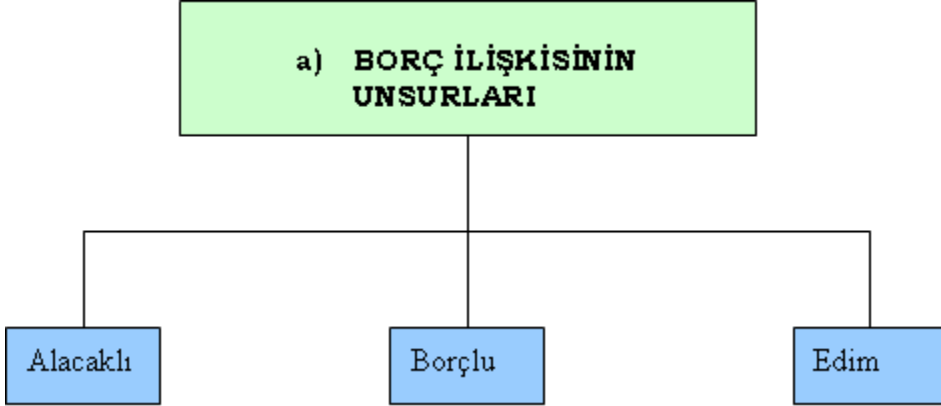 a) BORÇ İLİŞKİSİNİN
UNSURLARI
Alacaklı
Borçlu
Edim